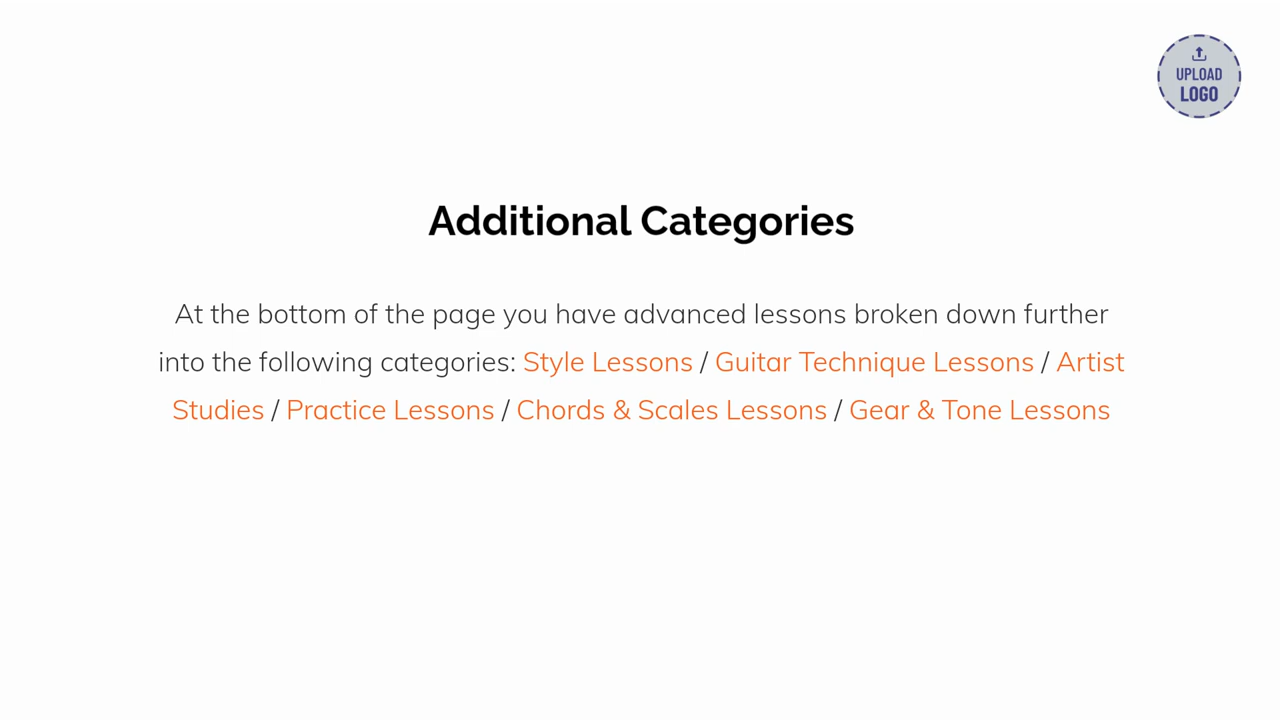 UPLOAD
LOGO
Additional Categories
At the bottom of the page you have advanced lessons broken down further
into the following categories: Style Lessons / Guitar Technique Lessons / Artist
Studies / Practice Lessons / Chords & Scales Lessons / Gear & Tone Lessons